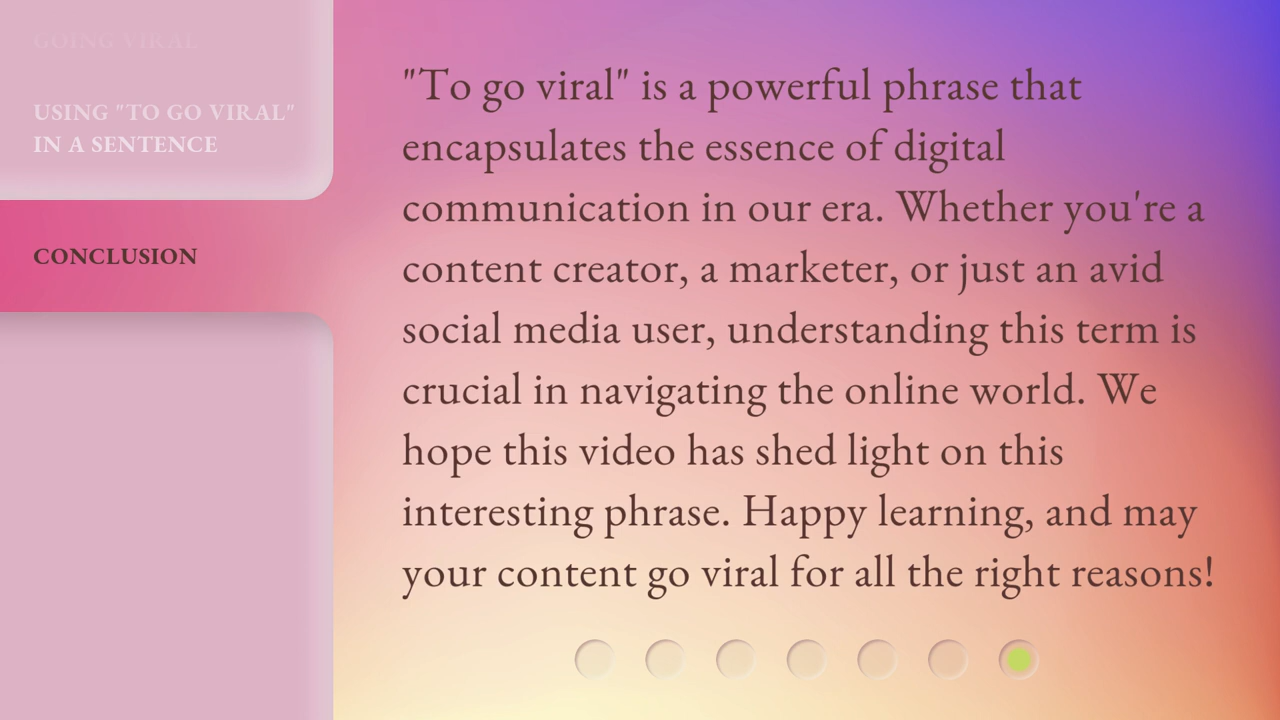 GOING VIRAL
USING "TO GO VIRAL"
IN A SENTENCE
CONCLUSION
"To go viral" is a powerful phrase that
encapsulates the essence of digital
communication in our era. Whether you're a
content creator, a marketer, or just an avid
social media user, understanding this term is
crucial in navigating the online world. We
hope this video has shed light on this
interesting phrase. Happy learning, and may
your content go viral for all the right reasons!